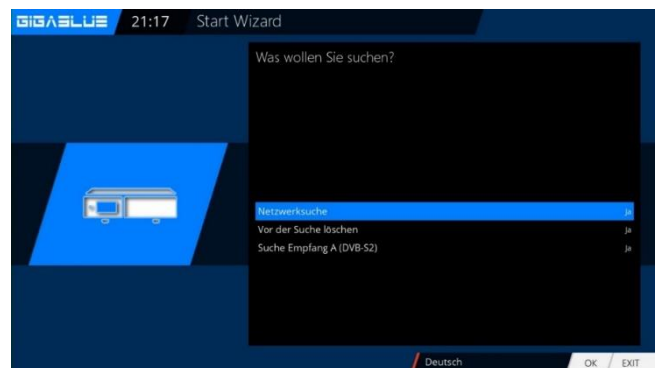 GIGABLUE 21:17 Start Wizard
Was wollen Sie suchen?
Netzwerksuche Ja
Vor der Suche löschen Ja
Suche Empfang A (DVB-S2) Ja
Deutsch OK EXIT